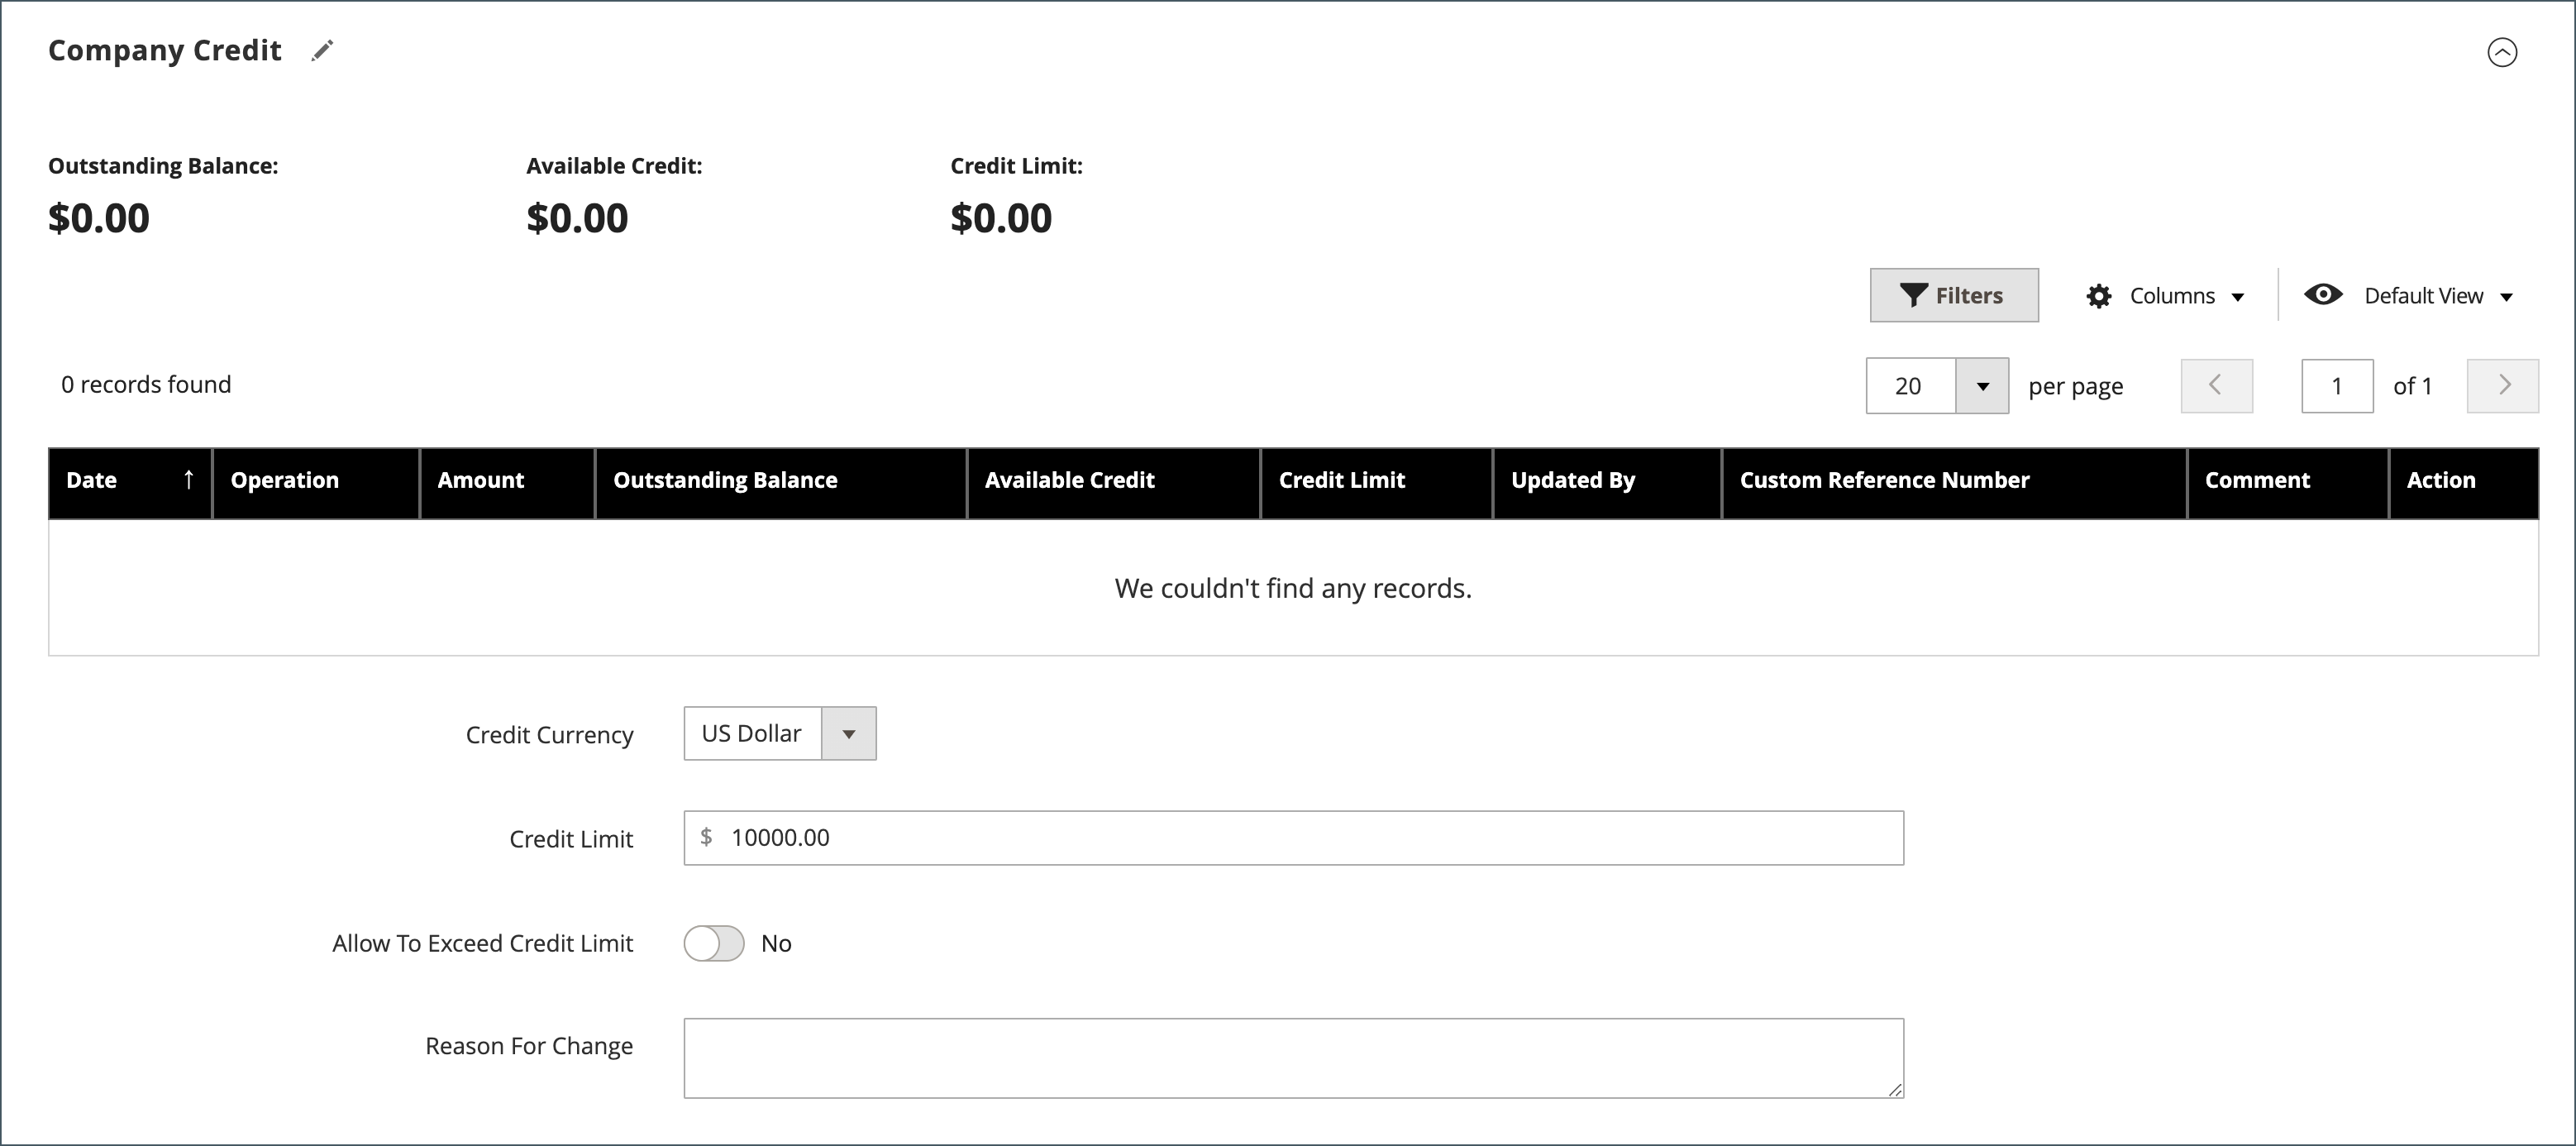 Company Credit
Outstanding Balance: Available Credit: Credit Limit:
$0.00 $0.00 $0.00
Filters Columns Default View
0 records found 20 per page 1 of 1
Date ↑ Operation Amount Outstanding Balance Available Credit Credit Limit Updated By Custom Reference Number Comment Action
We couldn't find any records.
Credit Currency US Dollar
Credit Limit $ 10000.00
Allow To Exceed Credit Limit No
Reason For Change